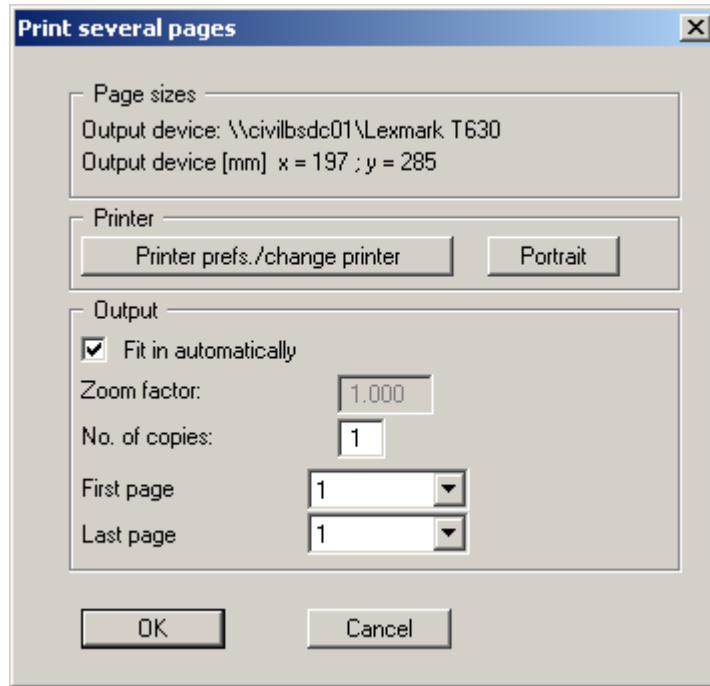 Print several pages
Page sizes
Output device: \\civilbsdc01\Lexmark T630
Output device [mm]  x = 197 ; y = 285
Printer
Printer prefs./change printer
Portrait
Output
Fit in automatically
Zoom factor:
1.000
No. of copies:
1
First page
1
Last page
1
OK
Cancel